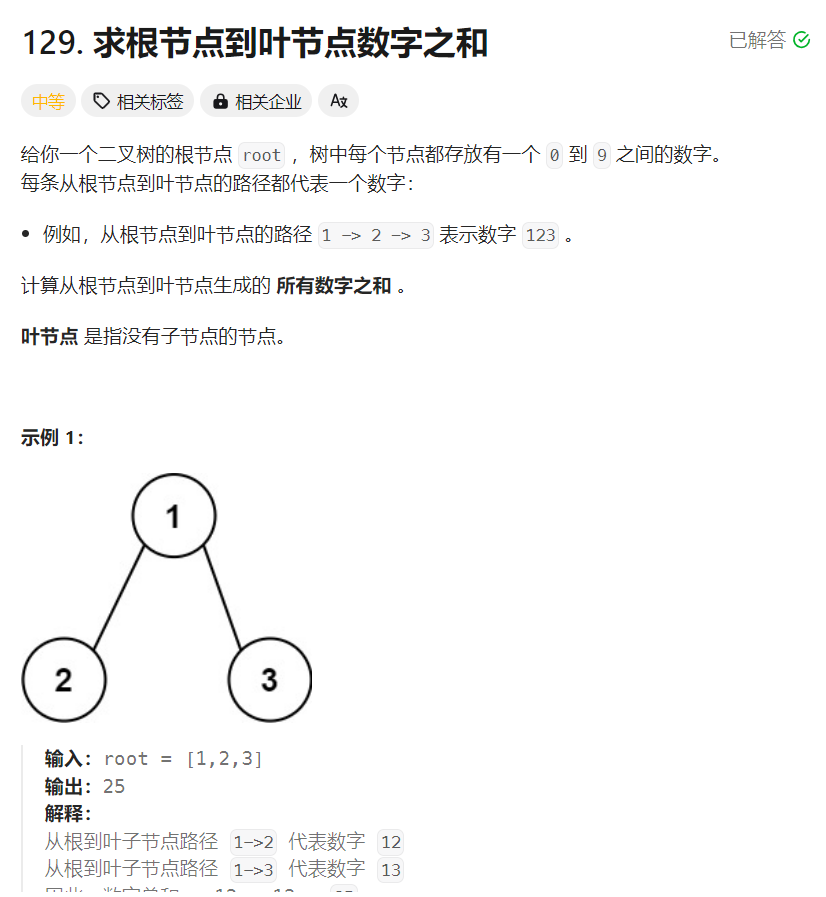 129. 求根节点到叶节点数字之和
已解答
中等 相关标签 相关企业
给你一个二叉树的根节点 root ，树中每个节点都存放有一个 0 到 9 之间的数字。
每条从根节点到叶节点的路径都代表一个数字：
例如，从根节点到叶节点的路径 1 -> 2 -> 3 表示数字 123 。
计算从根节点到叶节点生成的 所有数字之和 。
叶节点 是指没有子节点的节点。
示例 1：
1
2 3
输入：root = [1,2,3]
输出：25
解释：
从根到叶子节点路径 1->2 代表数字 12
从根到叶子节点路径 1->3 代表数字 13